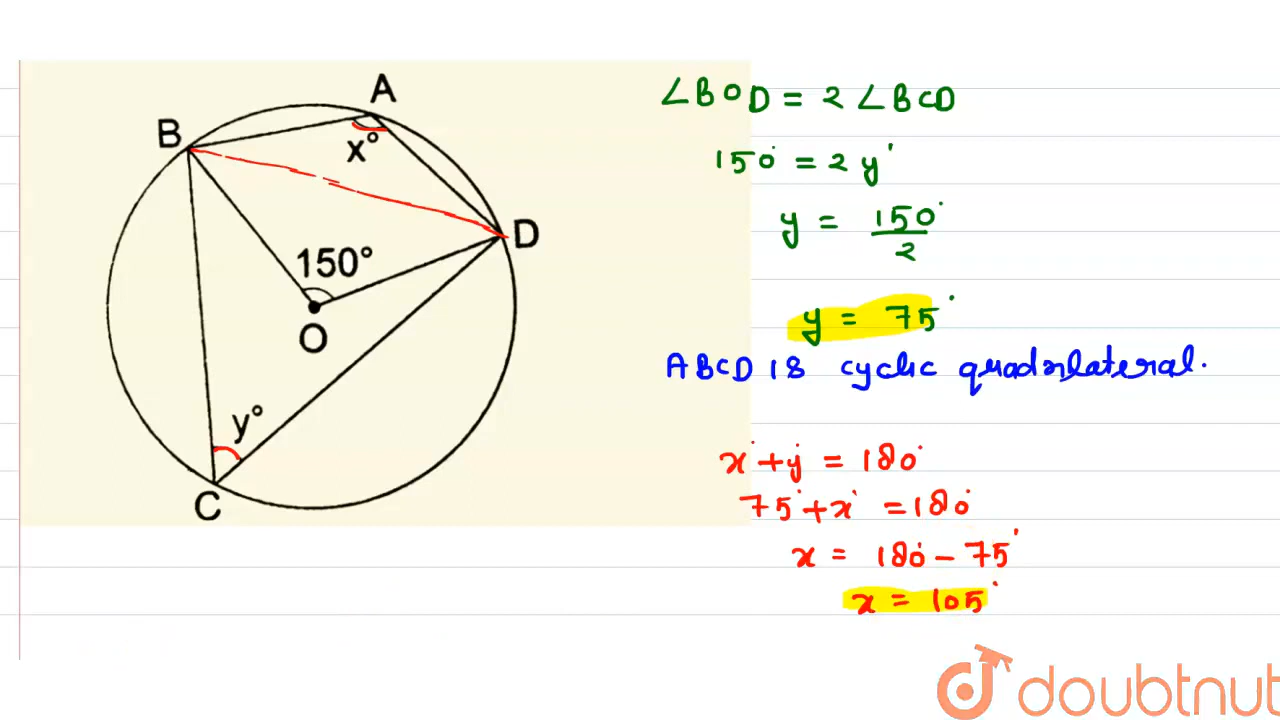 A
B
x°
D
150°
O
y°
C
∠BOD = 2 ∠BCD
150° = 2 y°
y = 150°/2
y = 75°
ABCD IS cyclic quadrilateral.
x° + y° = 180°
75° + x° = 180°
x = 180° - 75°
x = 105°
doubtnut